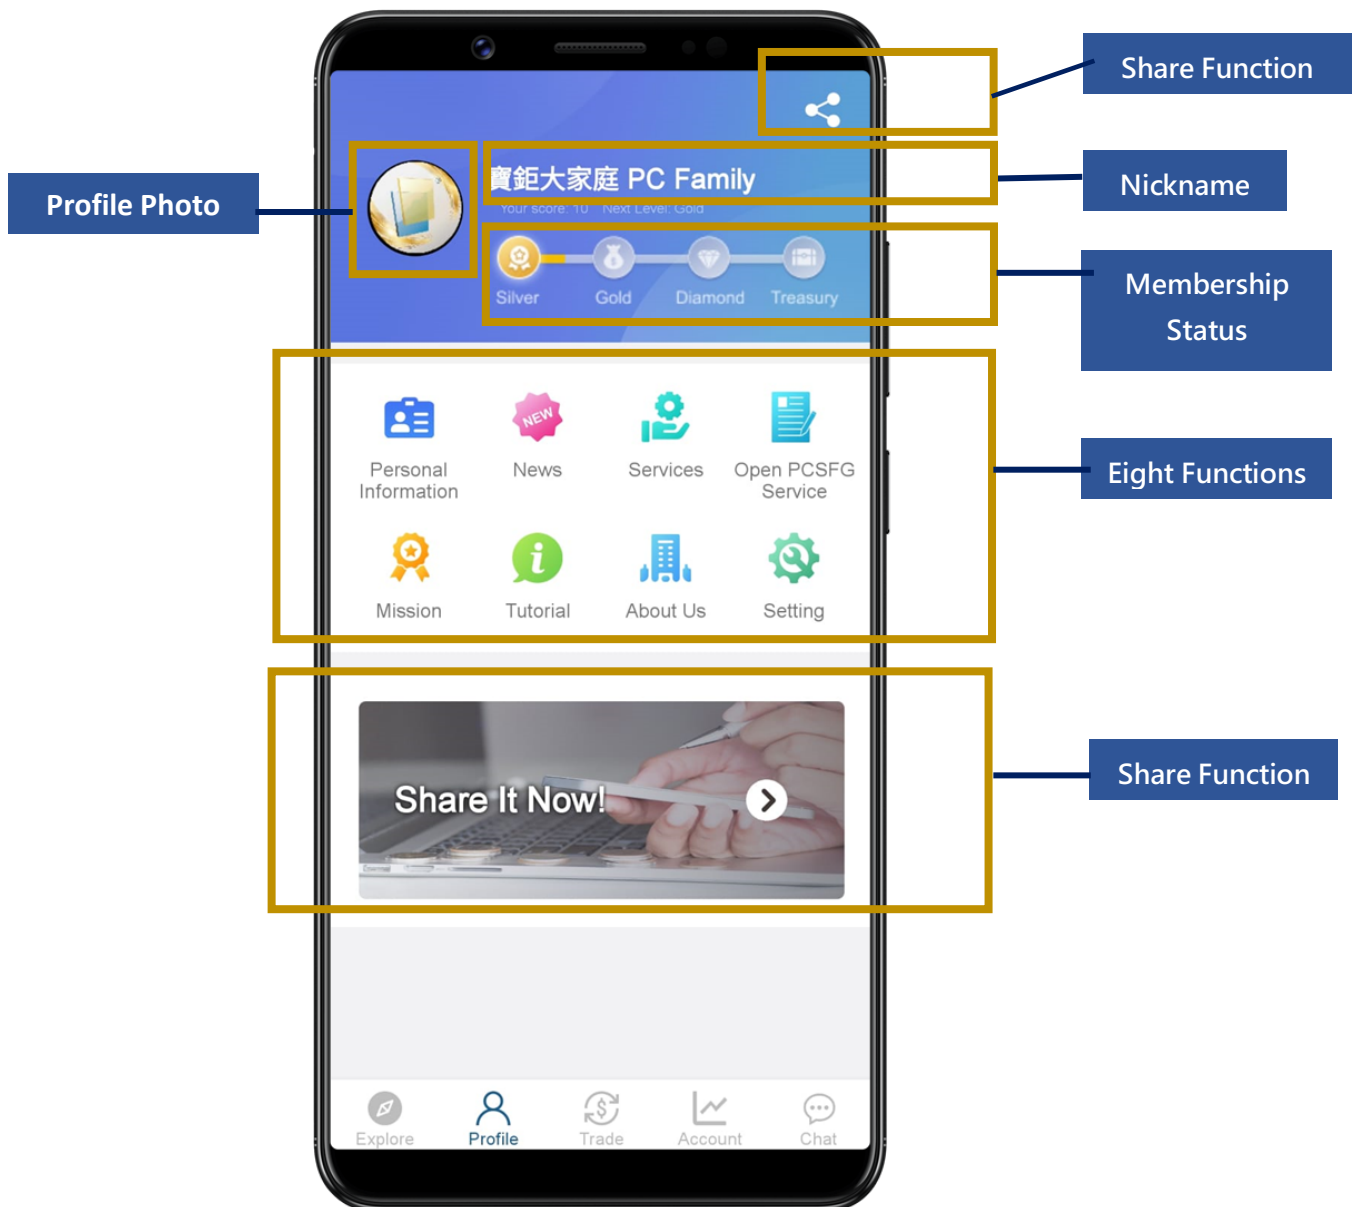 Share Function
寶鉅大家庭 PC Family
Nickname
Profile Photo
Your score: 10 Next Level: Gold
Silver Gold Diamond Treasury
Membership
Status
NEW
Personal
Information
News
Services
Open PCSFG
Service
Eight Functions
Mission
Tutorial
About Us
Setting
Share It Now!
Share Function
Explore Profile Trade Account Chat